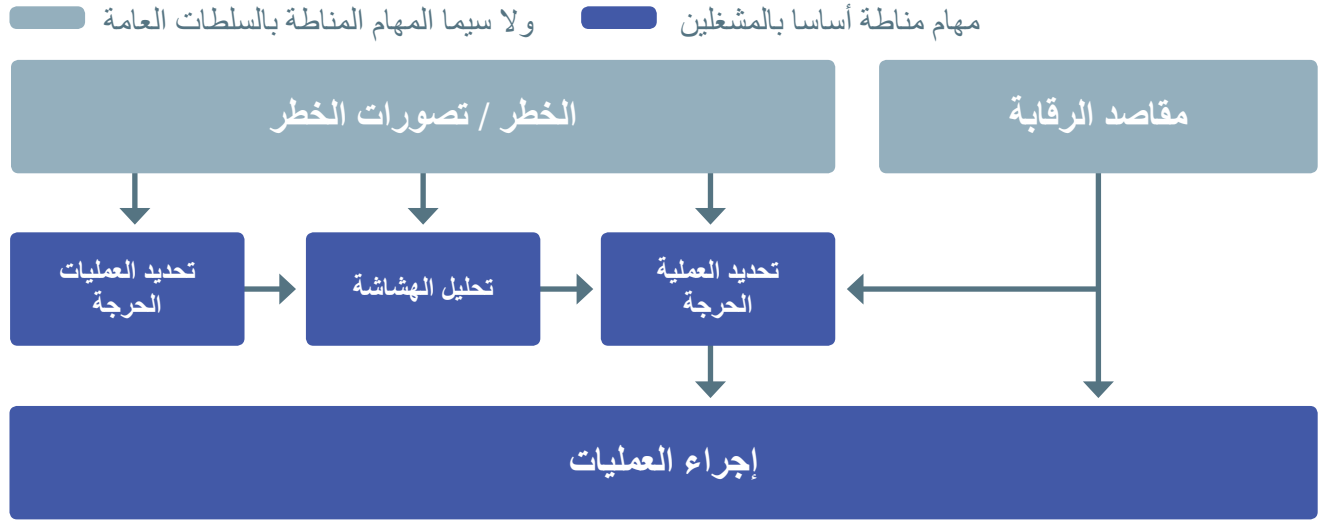 مهام مناطة أساسا بالمشغلين
ولا سيما المهام المناطة بالسلطات العامة
مقاصد الرقابة
الخطر / تصورات الخطر
تحديد العملية
الحرجة
تحليل الهشاشة
تحديد العمليات
الحرجة
إجراء العمليات